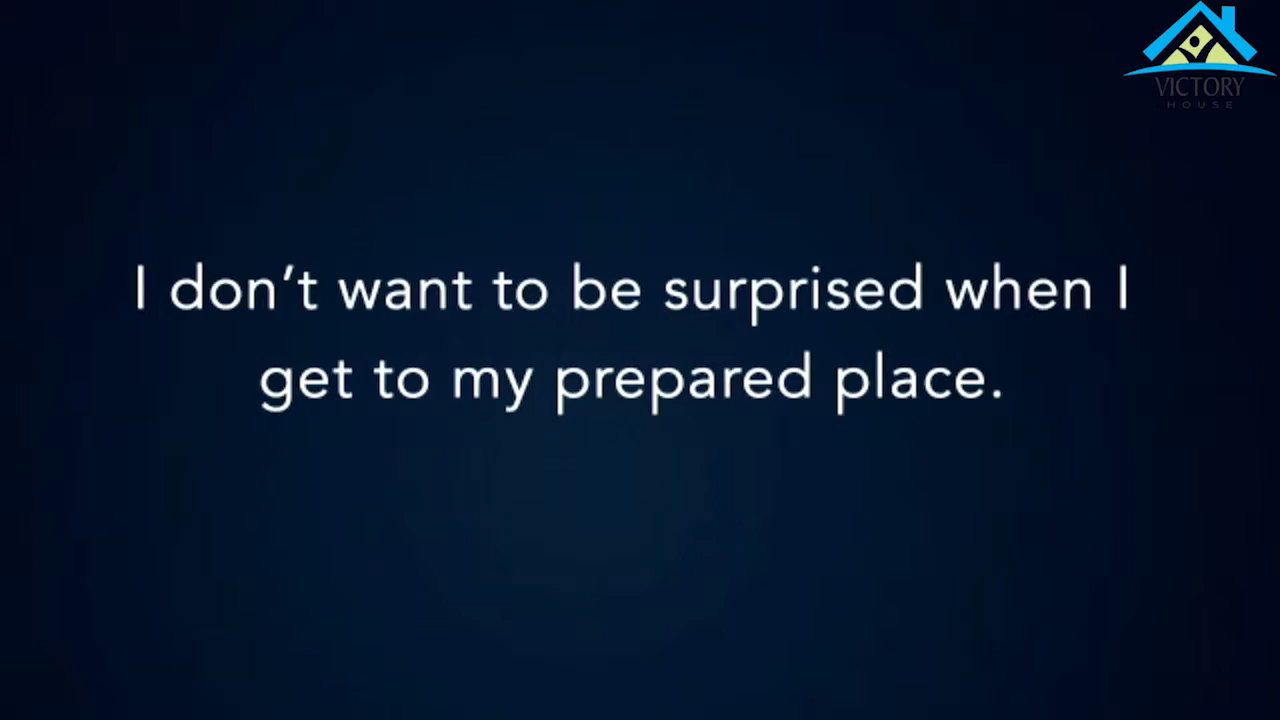 VICTORY
HOUSE
I don’t want to be surprised when I
get to my prepared place.